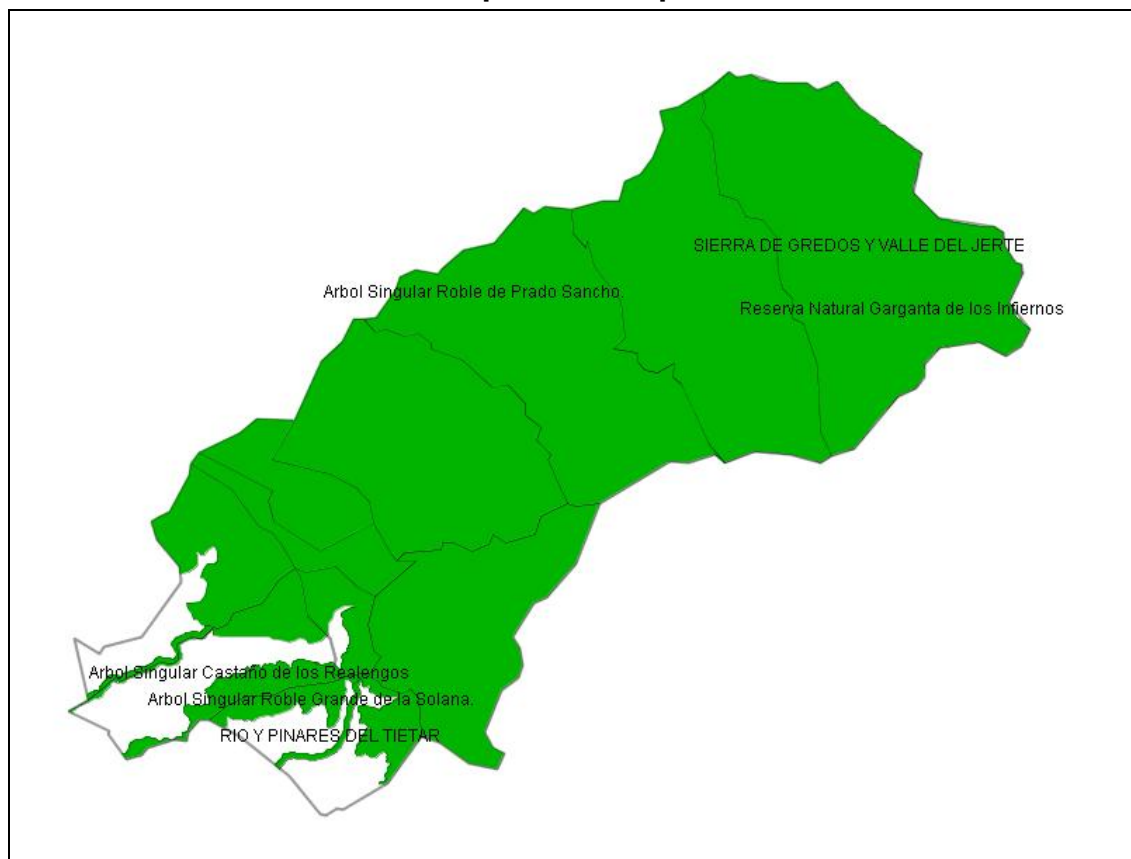 SIERRA DE GREDOS Y VALLE DEL JERTE
Arbol Singular Roble de Prado Sancho.
Reserva Natural Garganta de los Infiernos
Arbol Singular Castaño de los Realengos
Arbol Singular Roble Grande de la Solana.
RIO Y PINARES DEL TIETAR